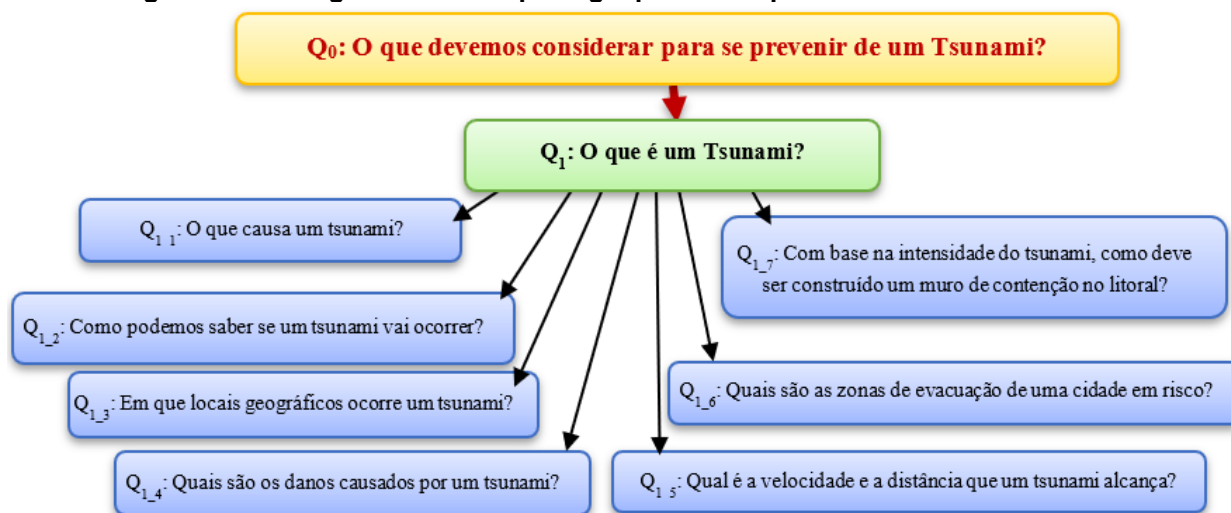 Q0: O que devemos considerar para se prevenir de um Tsunami?
Q1: O que é um Tsunami?
Q1_1: O que causa um tsunami?
Q1_2: Como podemos saber se um tsunami vai ocorrer?
Q1_3: Em que locais geográficos ocorre um tsunami?
Q1_4: Quais são os danos causados por um tsunami?
Q1_5: Qual é a velocidade e a distância que um tsunami alcança?
Q1_6: Quais são as zonas de evacuação de uma cidade em risco?
Q1_7: Com base na intensidade do tsunami, como deve
ser construído um muro de contenção no litoral?